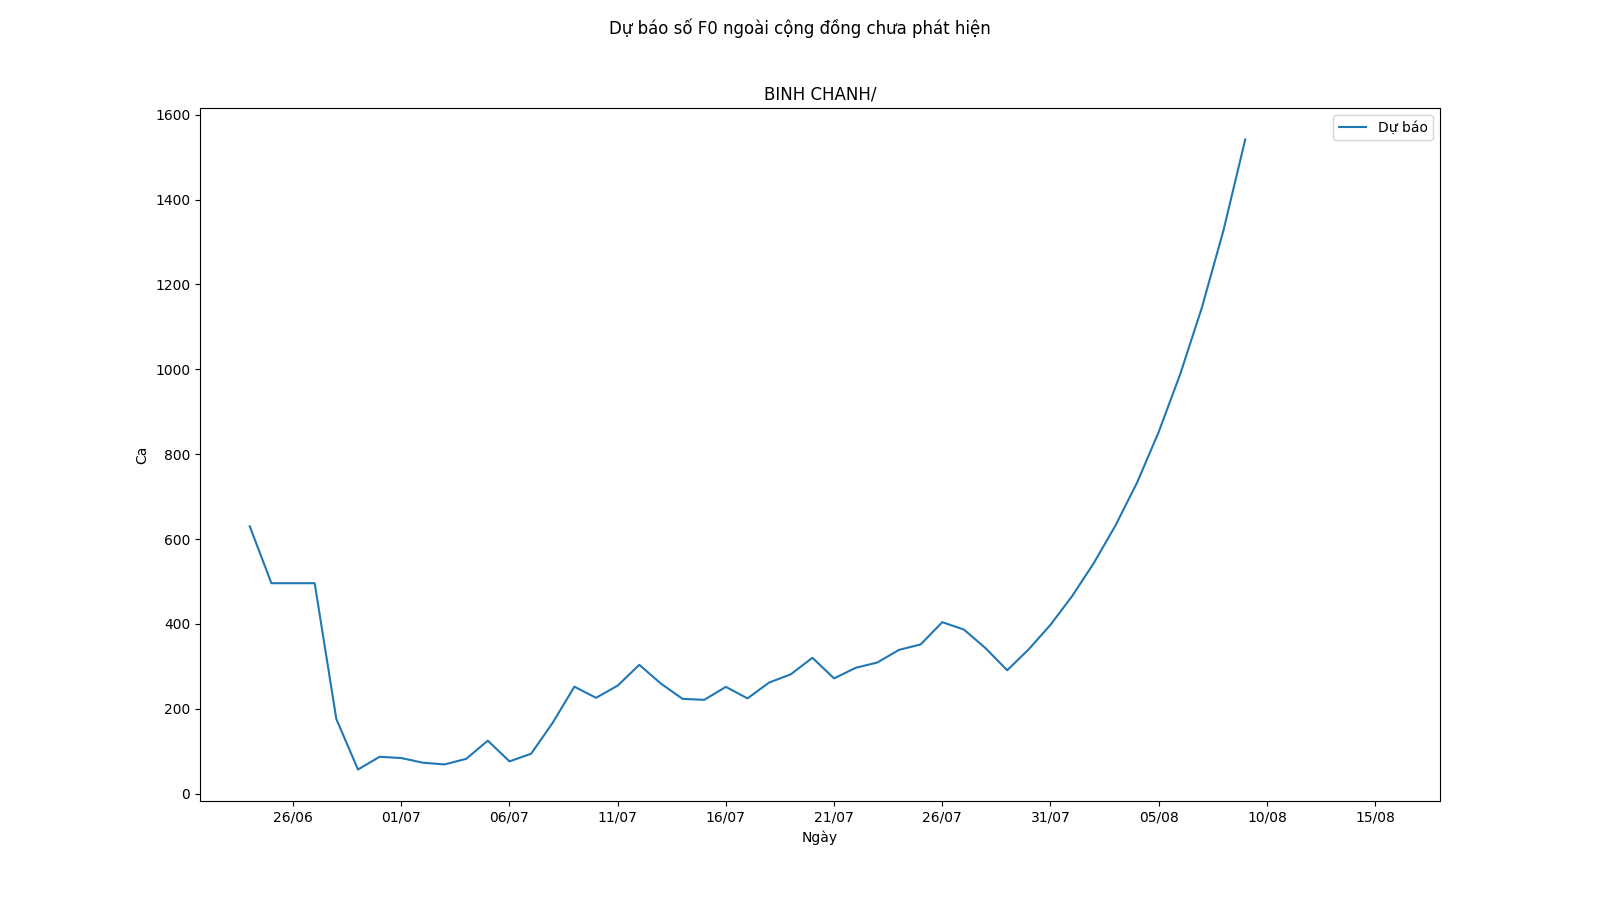 Dự báo số F0 ngoài cộng đồng chưa phát hiện
BINH CHANH/
Dự báo
1600
1400
1200
1000
800
600
400
200
0
Ca
26/06 01/07 06/07 11/07 16/07 21/07 26/07 31/07 05/08 10/08 15/08
Ngày